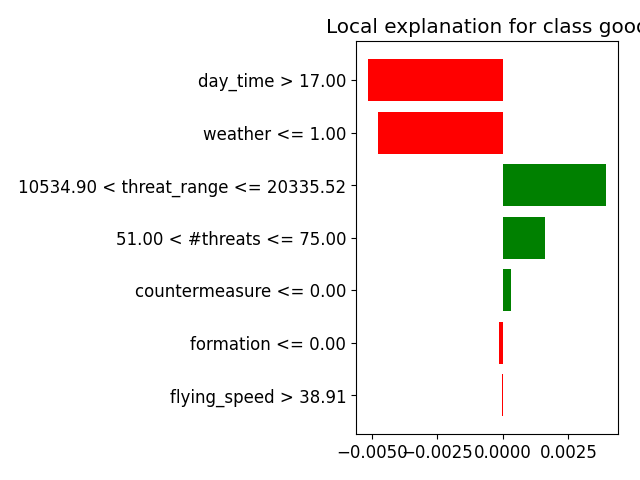 Local explanation for class good
day_time > 17.00
weather <= 1.00
10534.90 < threat_range <= 20335.52
51.00 < #threats <= 75.00
countermeasure <= 0.00
formation <= 0.00
flying_speed > 38.91
−0.0050 −0.0025 0.0000 0.0025